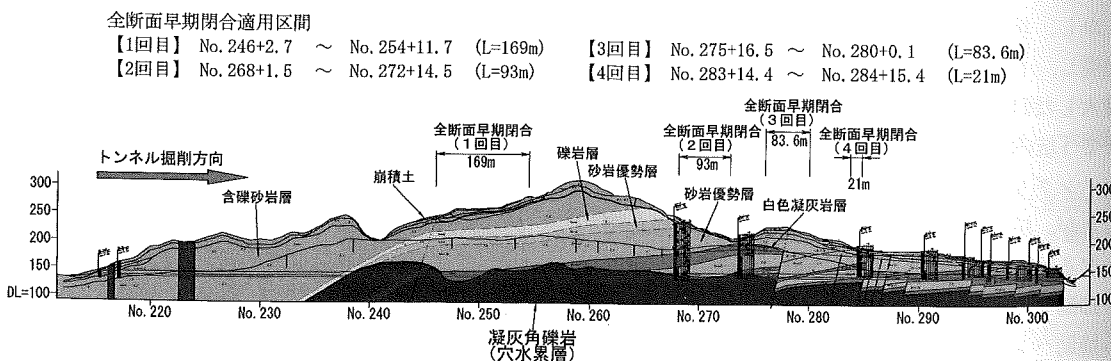 全断面早期閉合適用区間
【1回目】 No.246+2.7 ～ No.254+11.7 (L=169m)
【2回目】 No.268+1.5 ～ No.272+14.5 (L=93m)
【3回目】 No.275+16.5 ～ No.280+0.1 (L=83.6m)
【4回目】 No.283+14.4 ～ No.284+15.4 (L=21m)
トンネル掘削方向
全断面早期閉合
(1回目)
169m
全断面早期閉合
(2回目)
93m
全断面早期閉合
(3回目)
83.6m
全断面早期閉合
(4回目)
21m
含礫砂岩層
崩積土
礫岩層
砂岩優勢層
砂岩優勢層
白色凝灰岩層
300
250
200
150
DL=100
300
250
200
150
100
No.220
No.230
No.240
No.250
No.260
No.270
No.280
No.290
No.300
凝灰角礫岩
(穴水累層)